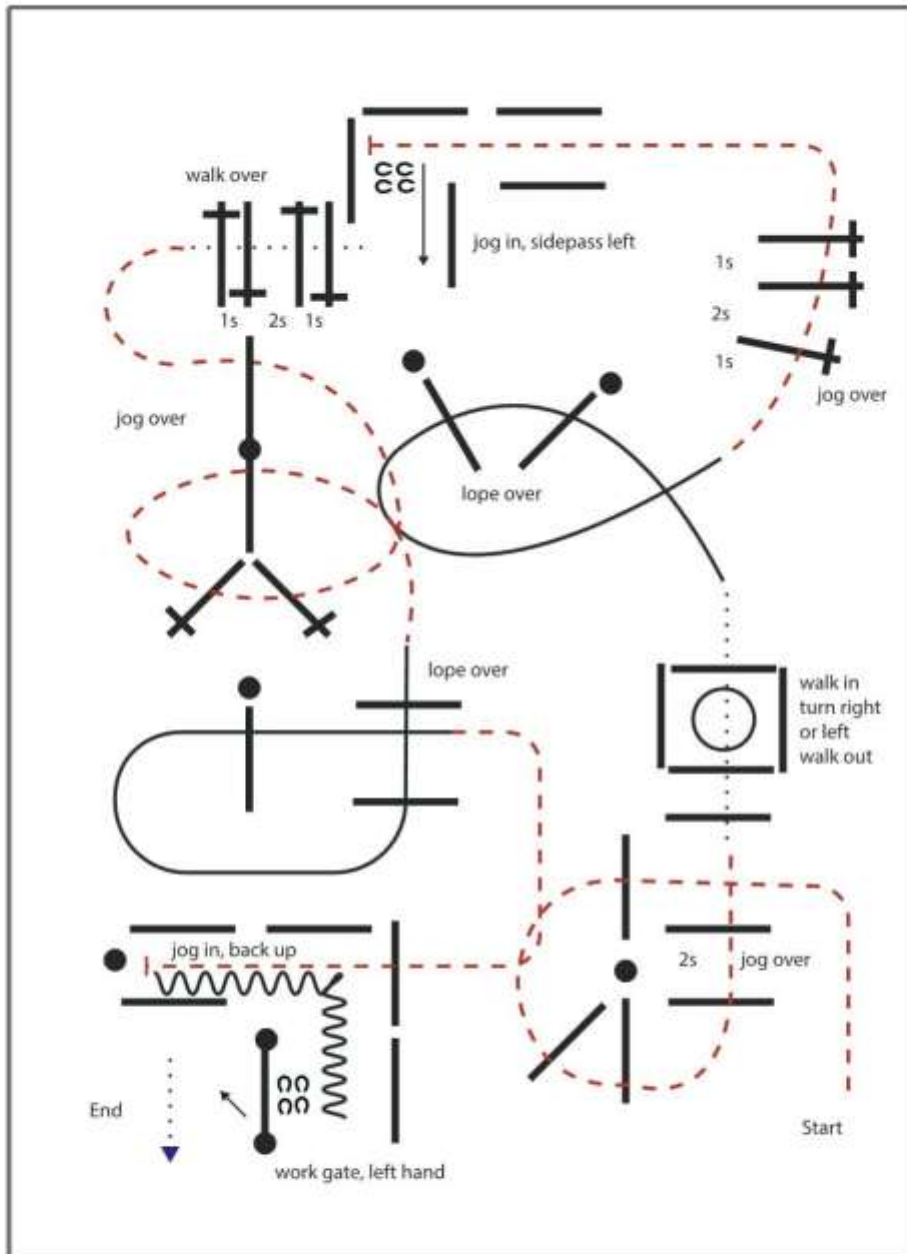 walk over
jog in, sidepass left
1s
2s
1s
jog over
1s
2s
1s
jog over
lope over
lope over
walk in
turn right
or left
walk out
jog in, back up
2s
jog over
End
Start
work gate, left hand